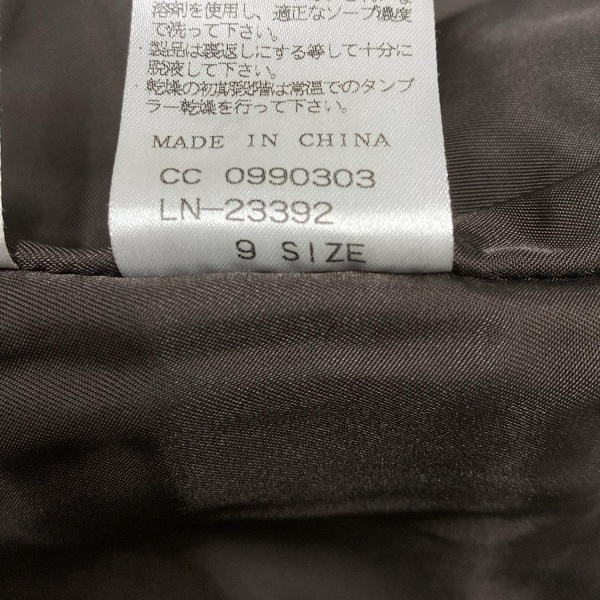 溶剤を使用し、適正なソープ濃度
で洗って下さい。
・製品は裏返しにする等して十分に
脱液して下さい。
・乾燥の初期段階は常温でのタンブ
ラー乾燥を行って下さい。
MADE IN CHINA
CC 0990303
LN-23392
9 SIZE